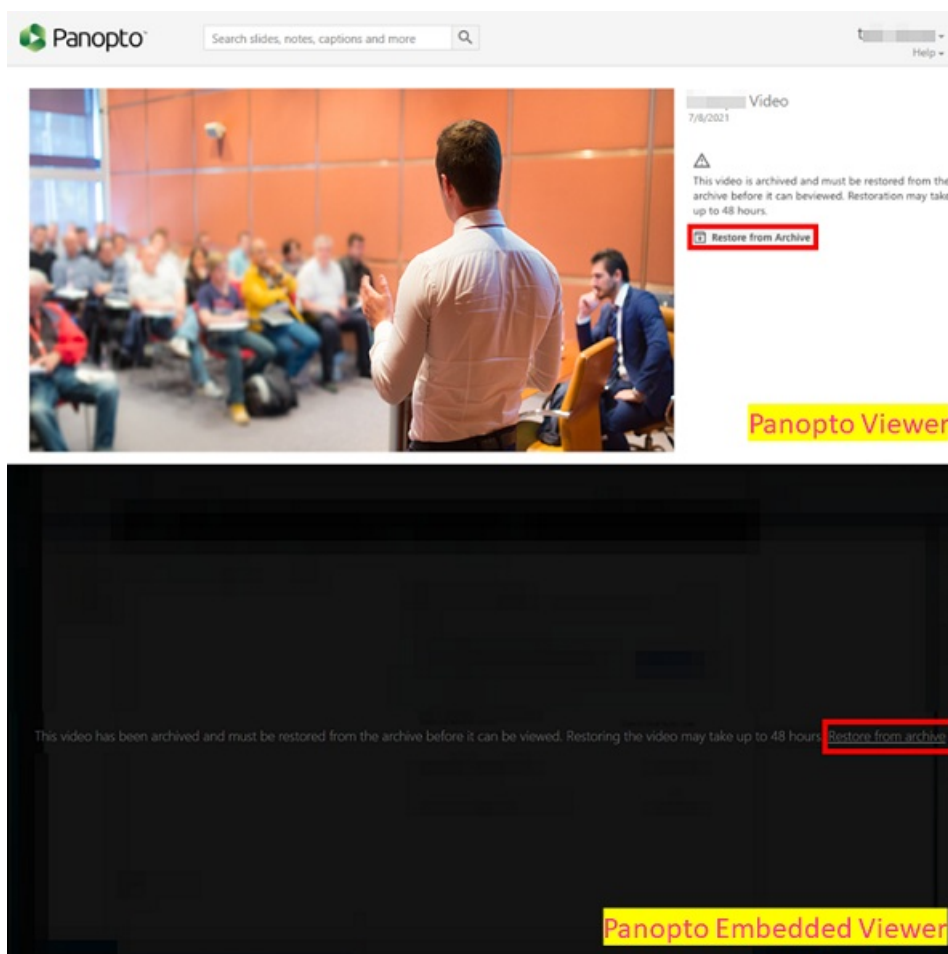 Panopto
Search slides, notes, captions and more
t
Help
Video
7/8/2021
This video is archived and must be restored from the
archive before it can beviewed. Restoration may take
up to 48 hours.
Restore from Archive
Panopto Viewer
This video has been archived and must be restored from the archive before it can be viewed. Restoring the video may take up to 48 hours. Restore from archive
Panopto Embedded Viewer